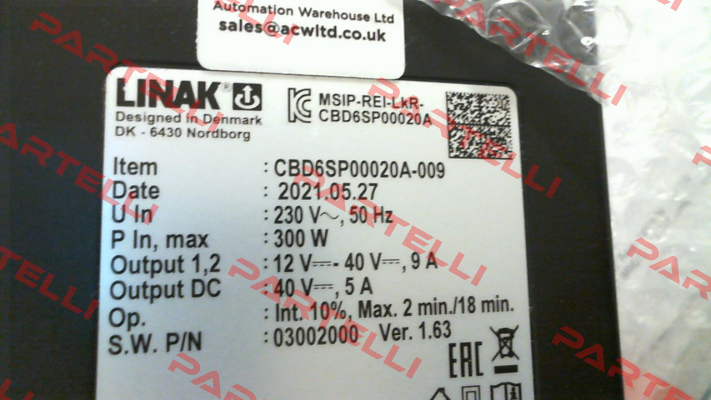 Automation Warehouse Ltd
sales@acwltd.co.uk
LINAK®
Designed in Denmark
DK - 6430 Nordborg
MSIP-REI-LkR-
CBD6SP00020A
Item : CBD6SP00020A-009
Date : 2021.05.27
U In : 230 V~, 50 Hz
P In, max : 300 W
Output 1,2 : 12 V⎓ - 40 V⎓, 9 A
Output DC : 40 V⎓, 5 A
Op. : Int. 10%, Max. 2 min./18 min.
S.W. P/N : 03002000 Ver. 1.63
EAC
PARTELLI
PARTELLI
PARTELLI
PARTELLI
PARTELLI
PARTELLI
PARTELLI